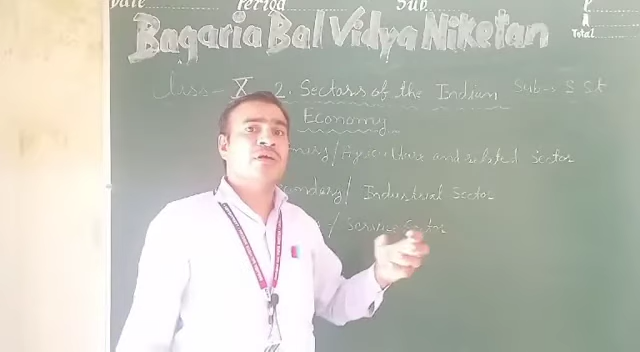 Date Period Sub P
A
Total
Bagaria Bal Vidya Niketan
Class - X 2. Sectors of the Indian Sub - S St
Economy
/ Agriculture and related Sector
/ Industrial Sector
/ Service Sector